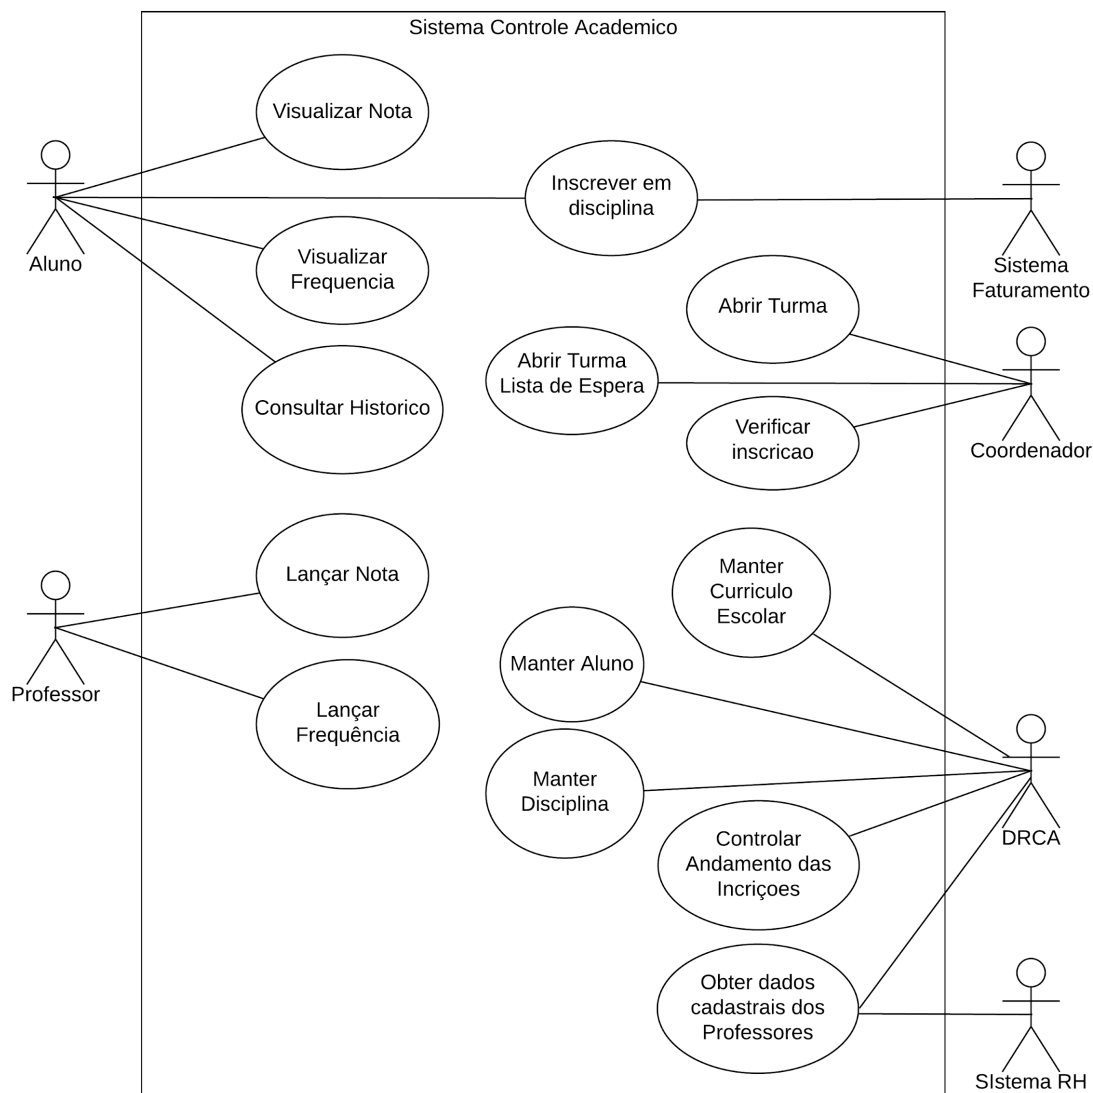 Sistema Controle Academico
Visualizar Nota
Inscrever em
disciplina
Aluno
Visualizar
Frequencia
Sistema
Faturamento
Abrir Turma
Abrir Turma
Lista de Espera
Consultar Historico
Verificar
inscricao
Coordenador
Lançar Nota
Manter
Curriculo
Escolar
Manter Aluno
Professor
Lançar
Frequência
Manter
Disciplina
DRCA
Controlar
Andamento das
Incriçoes
Obter dados
cadastrais dos
Professores
SIstema RH